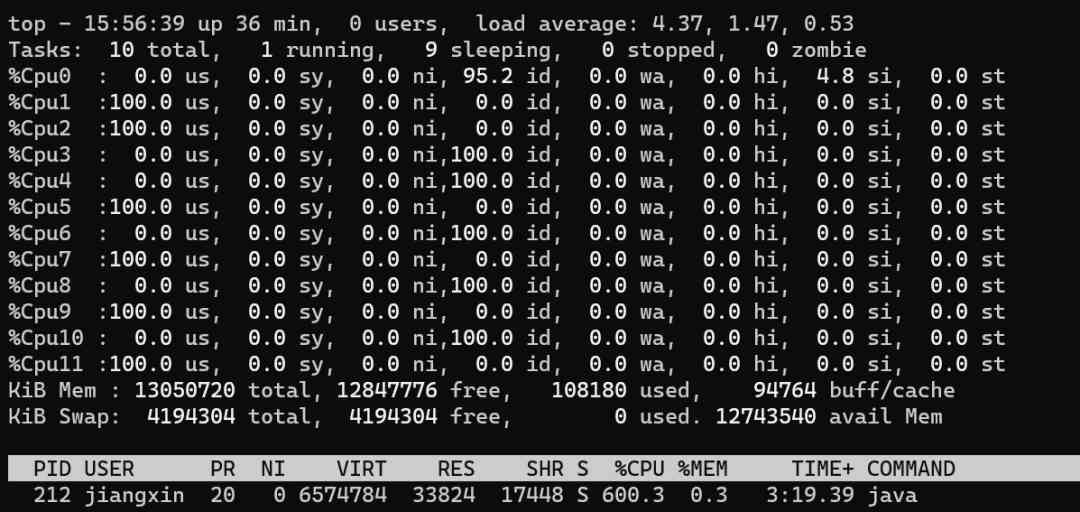 top - 15:56:39 up 36 min,  0 users,  load average: 4.37, 1.47, 0.53
Tasks:  10 total,   1 running,   9 sleeping,   0 stopped,   0 zombie
%Cpu0  :  0.0 us,  0.0 sy,  0.0 ni, 95.2 id,  0.0 wa,  0.0 hi,  4.8 si,  0.0 st
%Cpu1  :100.0 us,  0.0 sy,  0.0 ni,  0.0 id,  0.0 wa,  0.0 hi,  0.0 si,  0.0 st
%Cpu2  :100.0 us,  0.0 sy,  0.0 ni,  0.0 id,  0.0 wa,  0.0 hi,  0.0 si,  0.0 st
%Cpu3  :  0.0 us,  0.0 sy,  0.0 ni,100.0 id,  0.0 wa,  0.0 hi,  0.0 si,  0.0 st
%Cpu4  :  0.0 us,  0.0 sy,  0.0 ni,100.0 id,  0.0 wa,  0.0 hi,  0.0 si,  0.0 st
%Cpu5  :100.0 us,  0.0 sy,  0.0 ni,  0.0 id,  0.0 wa,  0.0 hi,  0.0 si,  0.0 st
%Cpu6  :  0.0 us,  0.0 sy,  0.0 ni,100.0 id,  0.0 wa,  0.0 hi,  0.0 si,  0.0 st
%Cpu7  :100.0 us,  0.0 sy,  0.0 ni,  0.0 id,  0.0 wa,  0.0 hi,  0.0 si,  0.0 st
%Cpu8  :  0.0 us,  0.0 sy,  0.0 ni,100.0 id,  0.0 wa,  0.0 hi,  0.0 si,  0.0 st
%Cpu9  :100.0 us,  0.0 sy,  0.0 ni,  0.0 id,  0.0 wa,  0.0 hi,  0.0 si,  0.0 st
%Cpu10 :  0.0 us,  0.0 sy,  0.0 ni,100.0 id,  0.0 wa,  0.0 hi,  0.0 si,  0.0 st
%Cpu11 :100.0 us,  0.0 sy,  0.0 ni,  0.0 id,  0.0 wa,  0.0 hi,  0.0 si,  0.0 st
KiB Mem : 13050720 total, 12847776 free,   108180 used,    94764 buff/cache
KiB Swap:  4194304 total,  4194304 free,        0 used. 12743540 avail Mem
PID USER      PR  NI    VIRT    RES    SHR S  %CPU %MEM     TIME+ COMMAND
212 jiangxin  20   0 6574784  33824  17448 S 600.3  0.3   3:19.39 java